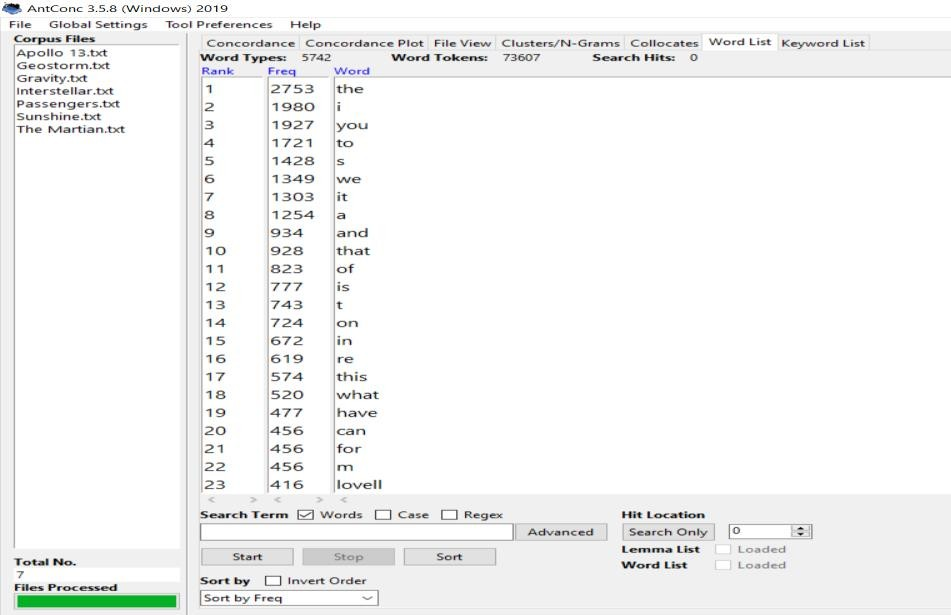 AntConc 3.5.8 (Windows) 2019
File Global Settings Tool Preferences Help
Corpus Files
Apollo 13.txt
Geostorm.txt
Gravity.txt
Interstellar.txt
Passengers.txt
Sunshine.txt
The Martian.txt
Total No.
7
Files Processed
Concordance Concordance Plot File View Clusters/N-Grams Collocates Word List Keyword List
Word Types: 5742 Word Tokens: 73607 Search Hits: 0
Rank Freq Word
1 2753 the
2 1980 i
3 1927 you
4 1721 to
5 1428 s
6 1349 we
7 1303 it
8 1254 a
9 934 and
10 928 that
11 823 of
12 777 is
13 743 t
14 724 on
15 672 in
16 619 re
17 574 this
18 520 what
19 477 have
20 456 can
21 456 for
22 456 m
23 416 lovell
Search Term Words Case Regex
Advanced
Start Stop Sort
Sort by Invert Order
Sort by Freq
Hit Location
Search Only 0
Lemma List Loaded
Word List Loaded